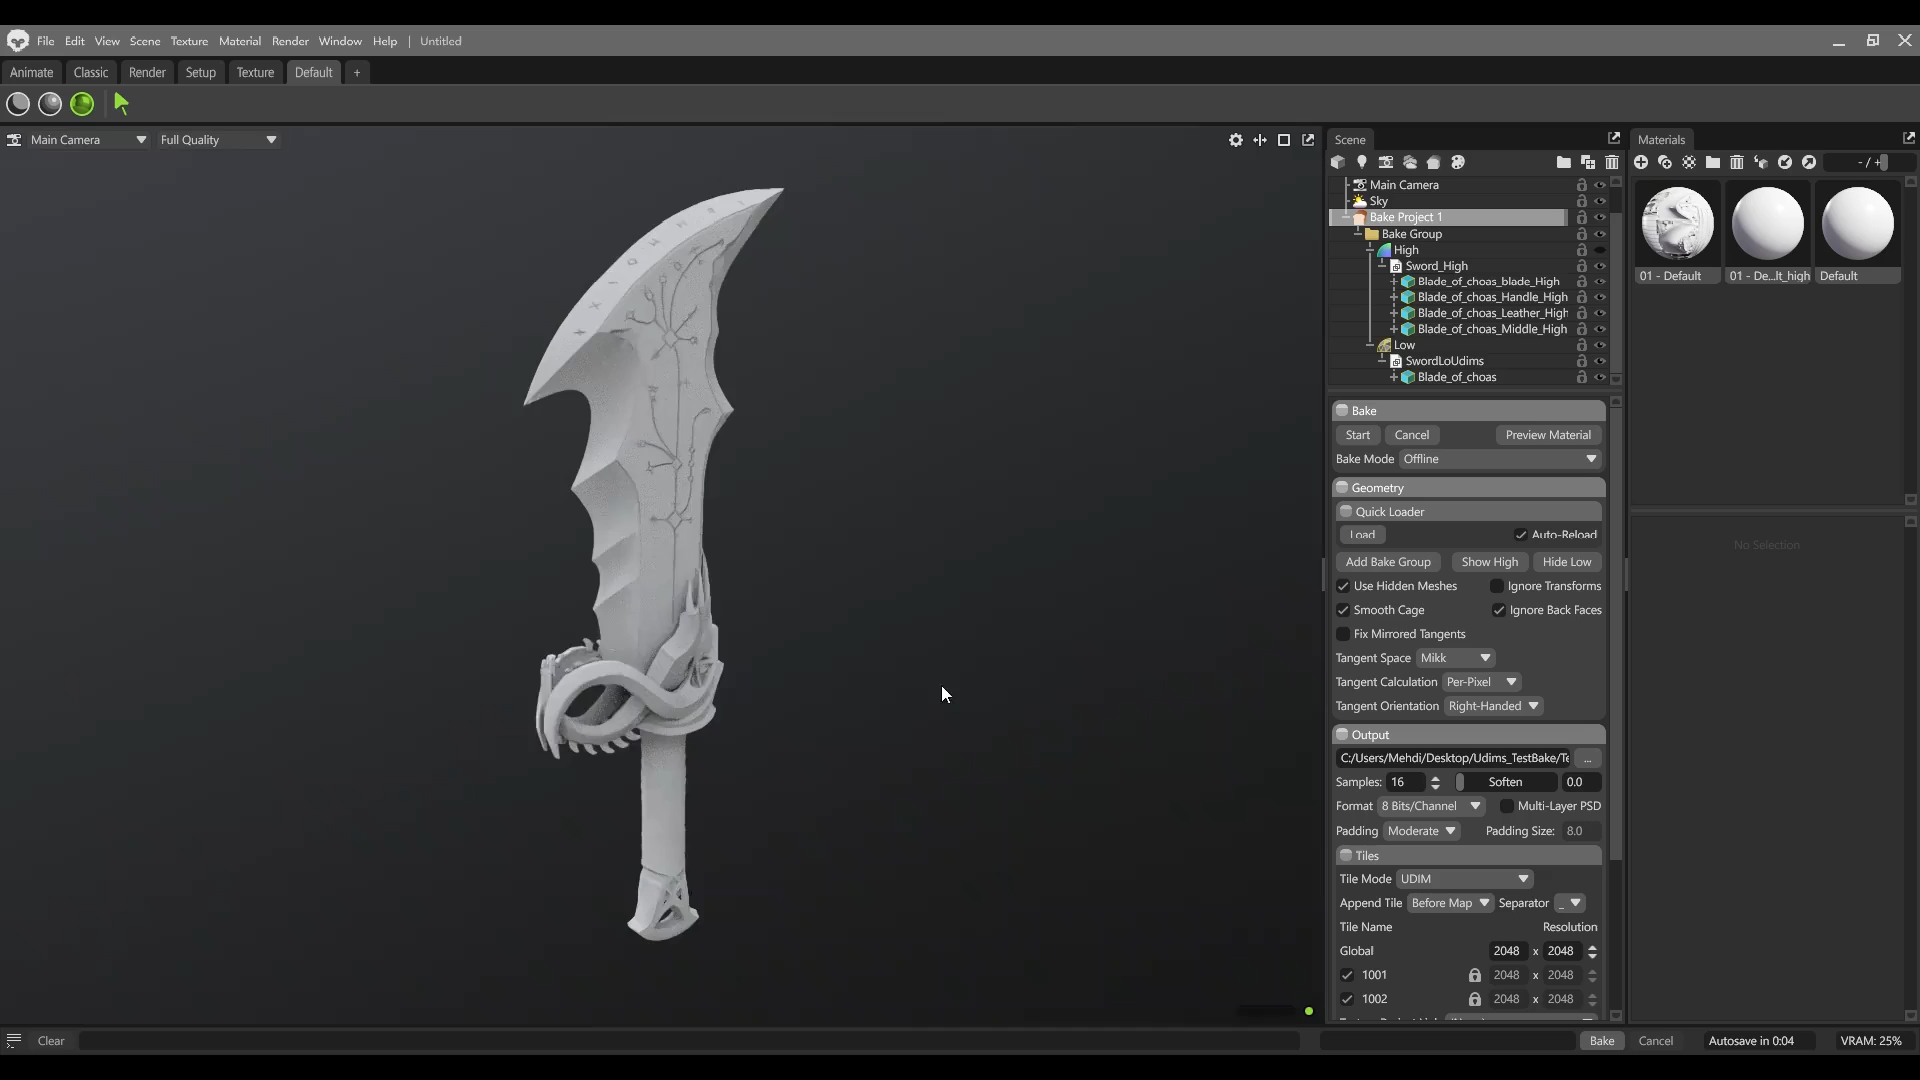 File Edit View Scene Texture Material Render Window Help | Untitled
Animate Classic Render Setup Texture Default +
Main Camera Full Quality
Scene
Main Camera
Sky
Bake Project 1
Bake Group
High
Sword_High
Blade_of_choas_blade_High
Blade_of_choas_Handle_High
Blade_of_choas_Leather_High
Blade_of_choas_Middle_High
Low
SwordLoUdims
Blade_of_choas
Bake
Start Cancel Preview Material
Bake Mode Offline
Geometry
Quick Loader
Load Auto-Reload
Add Bake Group Show High Hide Low
Use Hidden Meshes Ignore Transforms
Smooth Cage Ignore Back Faces
Fix Mirrored Tangents
Tangent Space Mikk
Tangent Calculation Per-Pixel
Tangent Orientation Right-Handed
Output
C:/Users/Mehdi/Desktop/Udims_TestBake/Te ...
Samples: 16 Soften 0.0
Format 8 Bits/Channel Multi-Layer PSD
Padding Moderate Padding Size: 8.0
Tiles
Tile Mode UDIM
Append Tile Before Map Separator _
Tile Name Resolution
Global 2048 x 2048
1001 2048 x 2048
1002 2048 x 2048
Materials
- / +
01 - Default 01 - De...lt_high Default
No Selection
Clear Bake Cancel Autosave in 0:04 VRAM: 25%